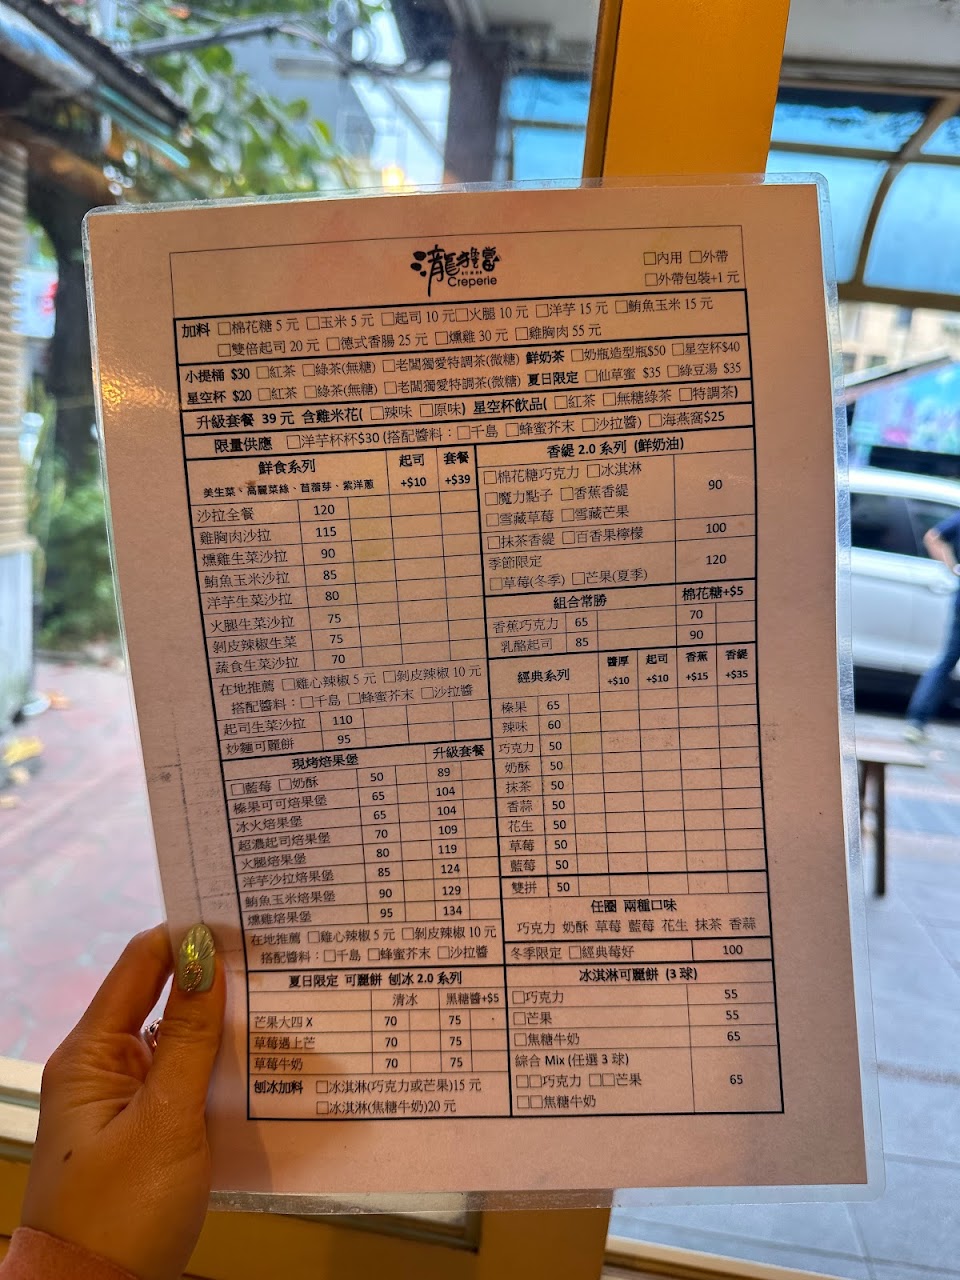 瀧雞當
Creperie
□內用 □外帶
□外帶包裝+1 元
加料 □棉花糖 5 元 □玉米 5 元 □起司 10 元□火腿 10 元 □洋芋 15 元 □鮪魚玉米 15 元
□雙倍起司 20 元 □德式香腸 25 元 □燻雞 30 元 □雞胸肉 55 元
小提桶 $30 □紅茶 □綠茶(無糖) □老闆獨愛特調茶(微糖) 鮮奶茶 □奶瓶造型瓶$50 □星空杯$40
星空杯 $20 □紅茶 □綠茶(無糖) □老闆獨愛特調茶(微糖) 夏日限定 □仙草蜜 $35 □綠豆湯 $35
升級套餐 39 元 含雞米花( □辣味 □原味) 星空杯飲品( □紅茶 □無糖綠茶 □特調茶)
限量供應 □洋芋杯杯$30 (搭配醬料：□千島 □蜂蜜芥末 □沙拉醬) □海燕窩$25
鮮食系列 起司 套餐
美生菜、高麗菜絲、苜蓿芽、紫洋蔥 +$10 +$39
沙拉全餐 120
雞胸肉沙拉 115
燻雞生菜沙拉 90
鮪魚玉米沙拉 85
洋芋生菜沙拉 80
火腿生菜沙拉 75
剝皮辣椒生菜 75
蔬食生菜沙拉 70
在地推薦 □雞心辣椒 5 元 □剝皮辣椒 10 元
搭配醬料：□千島 □蜂蜜芥末 □沙拉醬
起司生菜沙拉 110
炒麵可麗餅 95
現烤焙果堡 升級套餐
□藍莓 □奶酥 50 89
榛果可可焙果堡 65 104
冰火焙果堡 65 104
超濃起司焙果堡 70 109
火腿焙果堡 80 119
洋芋沙拉焙果堡 85 124
鮪魚玉米焙果堡 90 129
燻雞焙果堡 95 134
在地推薦 □雞心辣椒 5 元 □剝皮辣椒 10 元
搭配醬料：□千島 □蜂蜜芥末 □沙拉醬
夏日限定 可麗餅 刨冰 2.0 系列
清冰 黑糖醬+$5
芒果大四 X 70 75
草莓遇上芒 70 75
草莓牛奶 70 75
刨冰加料 □冰淇淋(巧克力或芒果)15 元
□冰淇淋(焦糖牛奶)20 元
香緹 2.0 系列 (鮮奶油)
□棉花糖巧克力 □冰淇淋
□魔力點子 □香蕉香緹 90
□雪藏草莓 □雪藏芒果
□抹茶香緹 □百香果檸檬 100
季節限定
□草莓(冬季) □芒果(夏季) 120
組合常勝 棉花糖+$5
香蕉巧克力 65 70
乳酪起司 85 90
經典系列 醬厚 起司 香蕉 香緹
+$10 +$10 +$15 +$35
榛果 65
辣味 60
巧克力 50
奶酥 50
抹茶 50
香蒜 50
花生 50
草莓 50
藍莓 50
雙拼 50
任圈 兩種口味
巧克力 奶酥 草莓 藍莓 花生 抹茶 香蒜
冬季限定 □經典莓好 100
冰淇淋可麗餅 (3 球)
□巧克力 55
□芒果 55
□焦糖牛奶 65
綜合 Mix (任選 3 球)
□□巧克力 □□芒果 65
□□焦糖牛奶